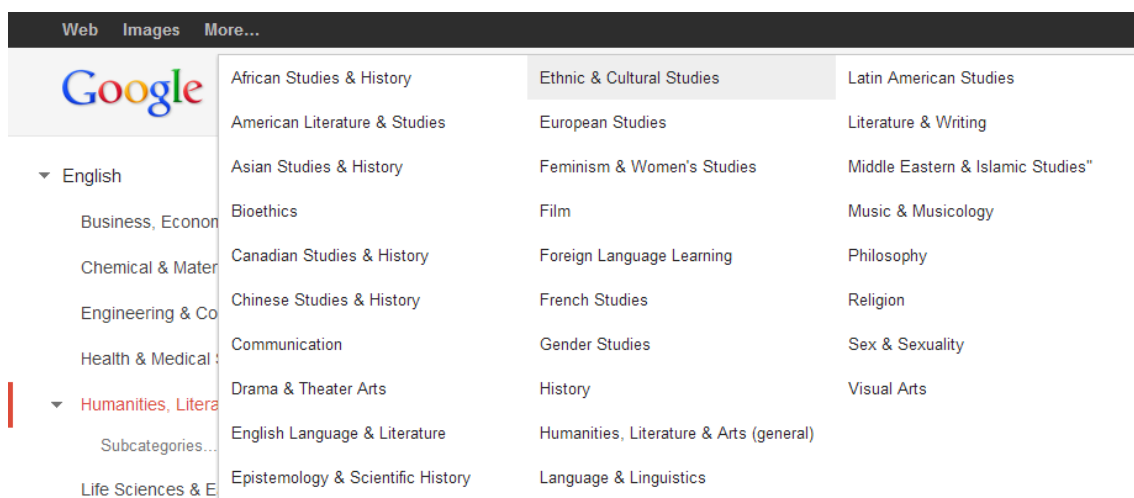 Web Images More...
Google
English
Business, Econon
Chemical & Mater
Engineering & Co
Health & Medical
Humanities, Litera
Subcategories...
Life Sciences & E
African Studies & History
American Literature & Studies
Asian Studies & History
Bioethics
Canadian Studies & History
Chinese Studies & History
Communication
Drama & Theater Arts
English Language & Literature
Epistemology & Scientific History
Ethnic & Cultural Studies
European Studies
Feminism & Women's Studies
Film
Foreign Language Learning
French Studies
Gender Studies
History
Humanities, Literature & Arts (general)
Language & Linguistics
Latin American Studies
Literature & Writing
Middle Eastern & Islamic Studies"
Music & Musicology
Philosophy
Religion
Sex & Sexuality
Visual Arts